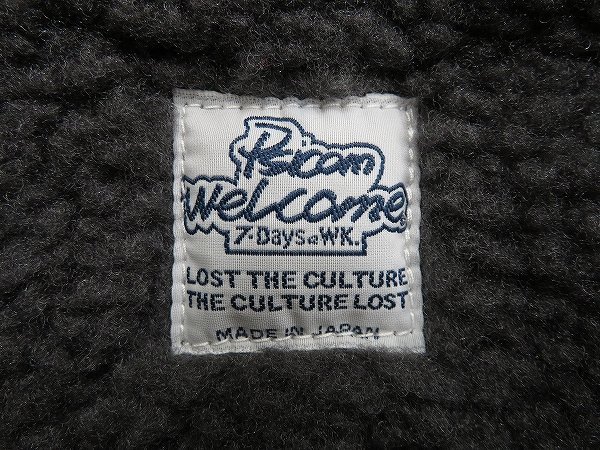 Psicom
Welcome
7-Days a WK.
LOST THE CULTURE
THE CULTURE LOST
MADE IN JAPAN